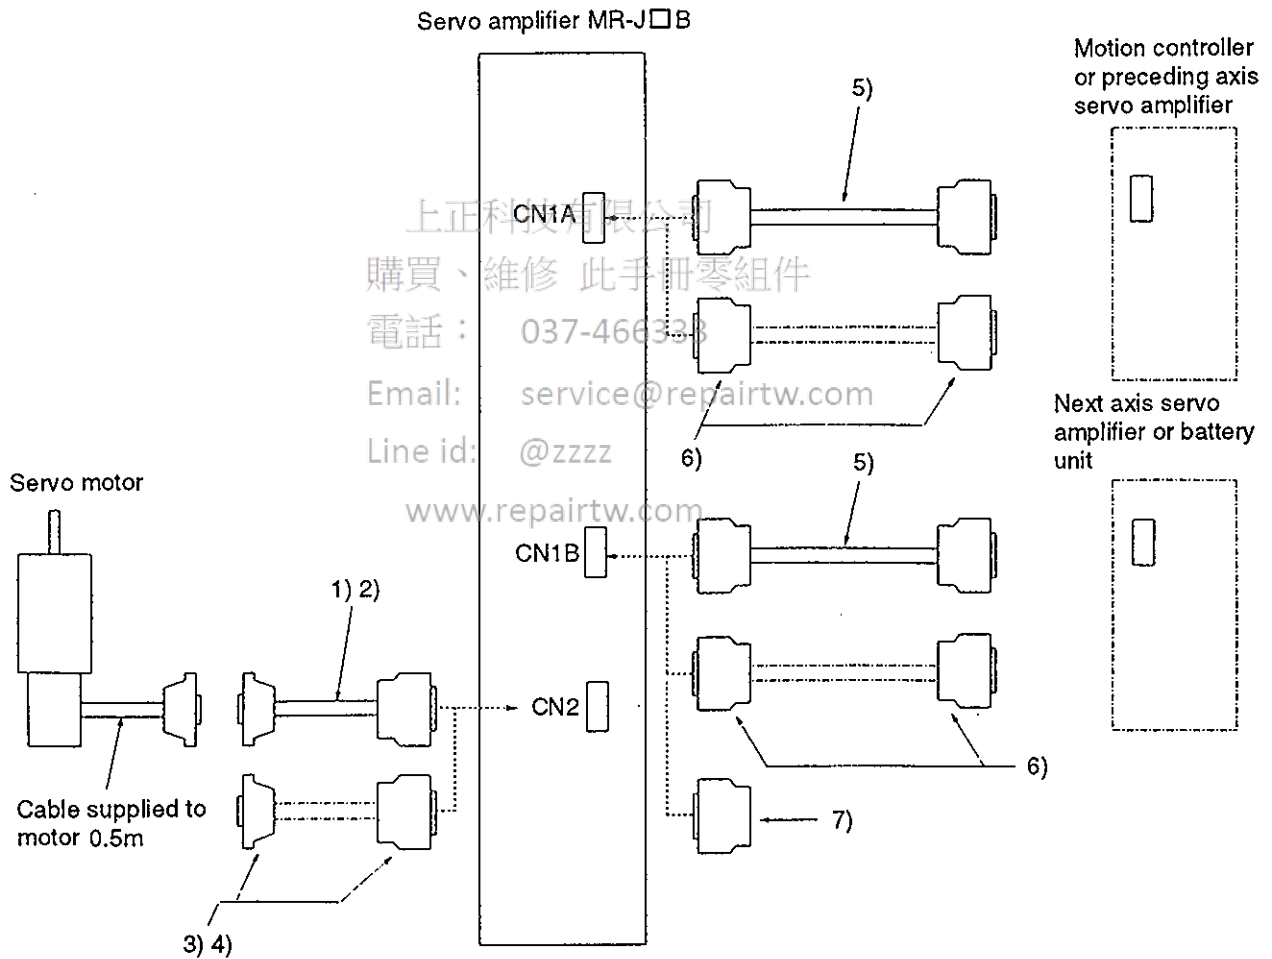 Servo amplifier MR-J□B
Motion controller
or preceding axis
servo amplifier
5)
CN1A
上正科技有限公司
購買、維修 此手冊零組件
電話： 037-466333
Email: service@repairtw.com
Line id: @zzzz
www.repairtw.com
6)
Next axis servo
amplifier or battery
unit
5)
Servo motor
CN1B
1) 2)
CN2
6)
Cable supplied to
motor 0.5m
7)
3) 4)